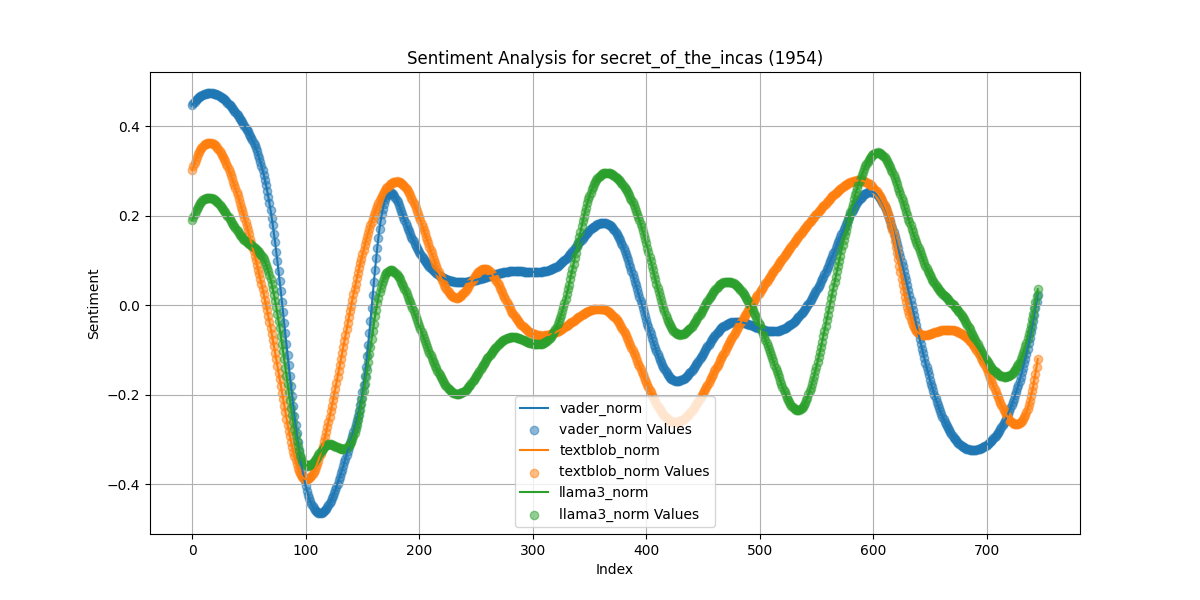 Sentiment Analysis for secret_of_the_incas (1954)
Sentiment
0.4
0.2
0.0
−0.2
−0.4
vader_norm
vader_norm Values
textblob_norm
textblob_norm Values
llama3_norm
llama3_norm Values
0 100 200 300 400 500 600 700
Index